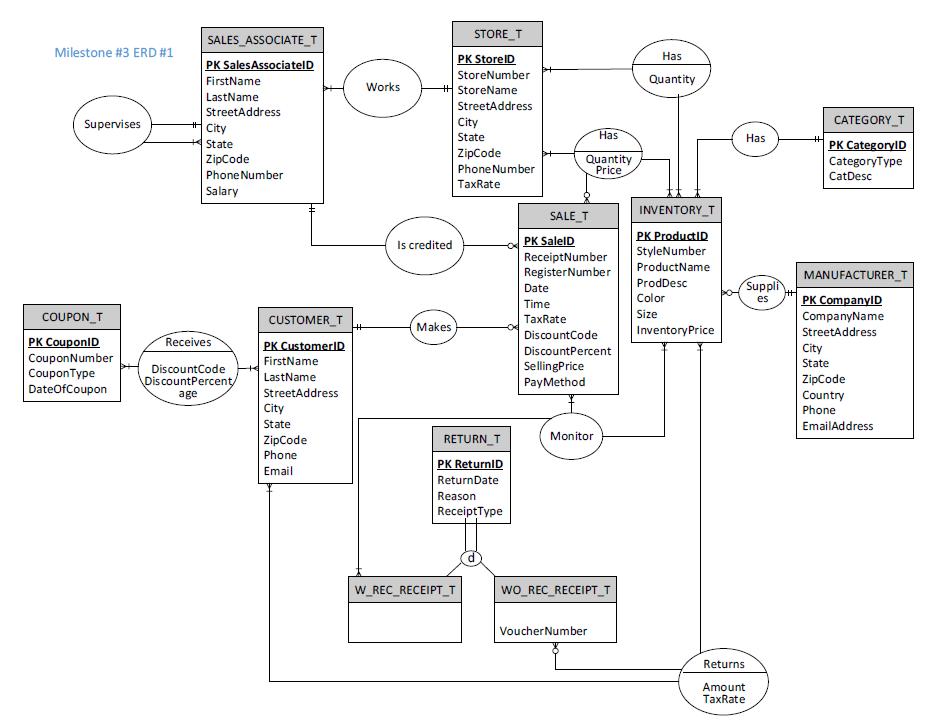 Milestone #3 ERD #1
SALES_ASSOCIATE_T
PK SalesAssociateID
FirstName
LastName
StreetAddress
City
State
ZipCode
PhoneNumber
Salary
Supervises
Works
STORE_T
PK StoreID
StoreNumber
StoreName
StreetAddress
City
State
ZipCode
PhoneNumber
TaxRate
Has
Quantity
Has
Quantity
Price
Has
CATEGORY_T
PK CategoryID
CategoryType
CatDesc
Is credited
SALE_T
PK SaleID
ReceiptNumber
RegisterNumber
Date
Time
TaxRate
DiscountCode
DiscountPercent
SellingPrice
PayMethod
INVENTORY_T
PK ProductID
StyleNumber
ProductName
ProdDesc
Color
Size
InventoryPrice
Suppli
es
MANUFACTURER_T
PK CompanyID
CompanyName
StreetAddress
City
State
ZipCode
Country
Phone
EmailAddress
COUPON_T
PK CouponID
CouponNumber
CouponType
DateOfCoupon
Receives
DiscountCode
DiscountPercent
age
CUSTOMER_T
PK CustomerID
FirstName
LastName
StreetAddress
City
State
ZipCode
Phone
Email
Makes
Monitor
RETURN_T
PK ReturnID
ReturnDate
Reason
ReceiptType
d
W_REC_RECEIPT_T
WO_REC_RECEIPT_T
VoucherNumber
Returns
Amount
TaxRate